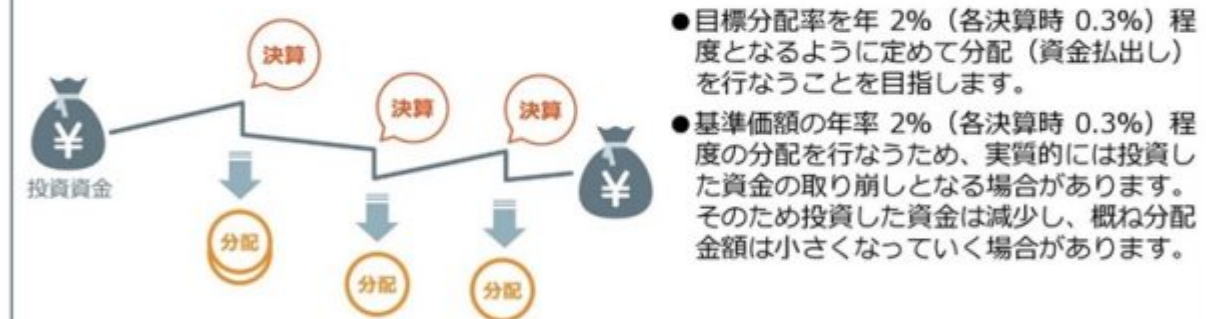 決算
決算
決算
¥
投資資金
¥
分配
分配
分配
●目標分配率を年 2%（各決算時 0.3%）程
度となるように定めて分配（資金払出し）
を行なうことを目指します。
●基準価額の年率 2%（各決算時 0.3%）程
度の分配を行なうため、実質的には投資し
た資金の取り崩しとなる場合があります。
そのため投資した資金は減少し、概ね分配
金額は小さくなっていく場合があります。